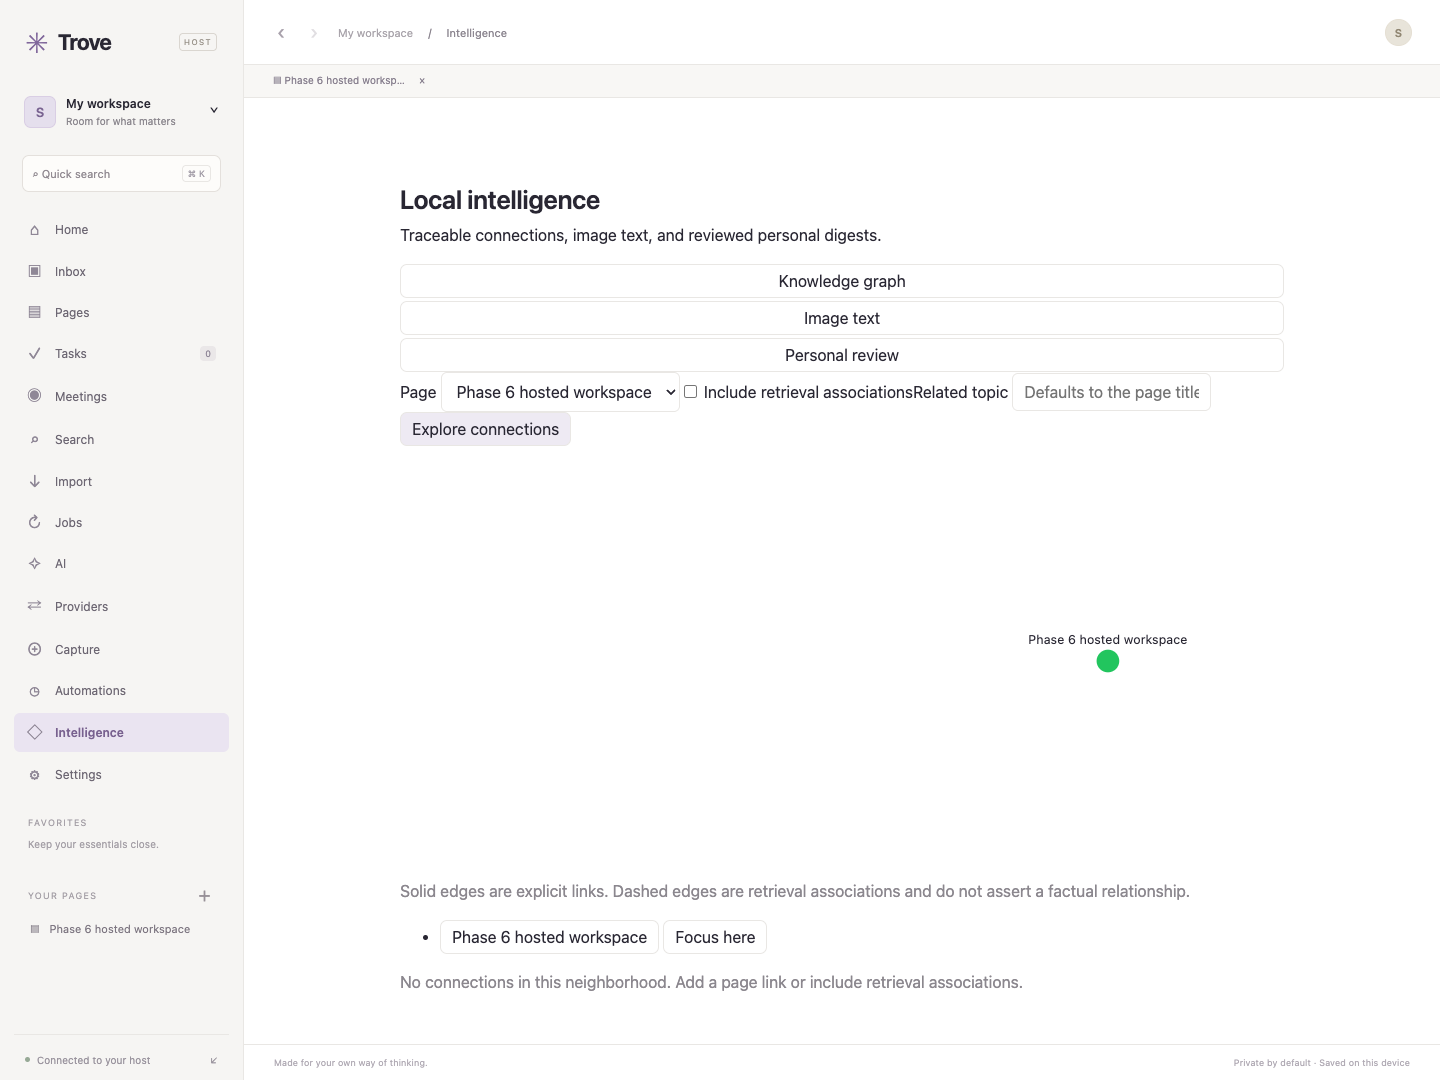 Trove
HOST
S
My workspace
Room for what matters
Quick search
⌘ K
Home
Inbox
Pages
Tasks
0
Meetings
Search
Import
Jobs
AI
Providers
Capture
Automations
Intelligence
Settings
FAVORITES
Keep your essentials close.
YOUR PAGES
Phase 6 hosted workspace
Connected to your host
My workspace / Intelligence
S
Phase 6 hosted worksp... ×
Local intelligence
Traceable connections, image text, and reviewed personal digests.
Knowledge graph
Image text
Personal review
Page Phase 6 hosted workspace Include retrieval associationsRelated topic Defaults to the page title
Explore connections
Phase 6 hosted workspace
Solid edges are explicit links. Dashed edges are retrieval associations and do not assert a factual relationship.
• Phase 6 hosted workspace Focus here
No connections in this neighborhood. Add a page link or include retrieval associations.
Made for your own way of thinking.
Private by default · Saved on this device